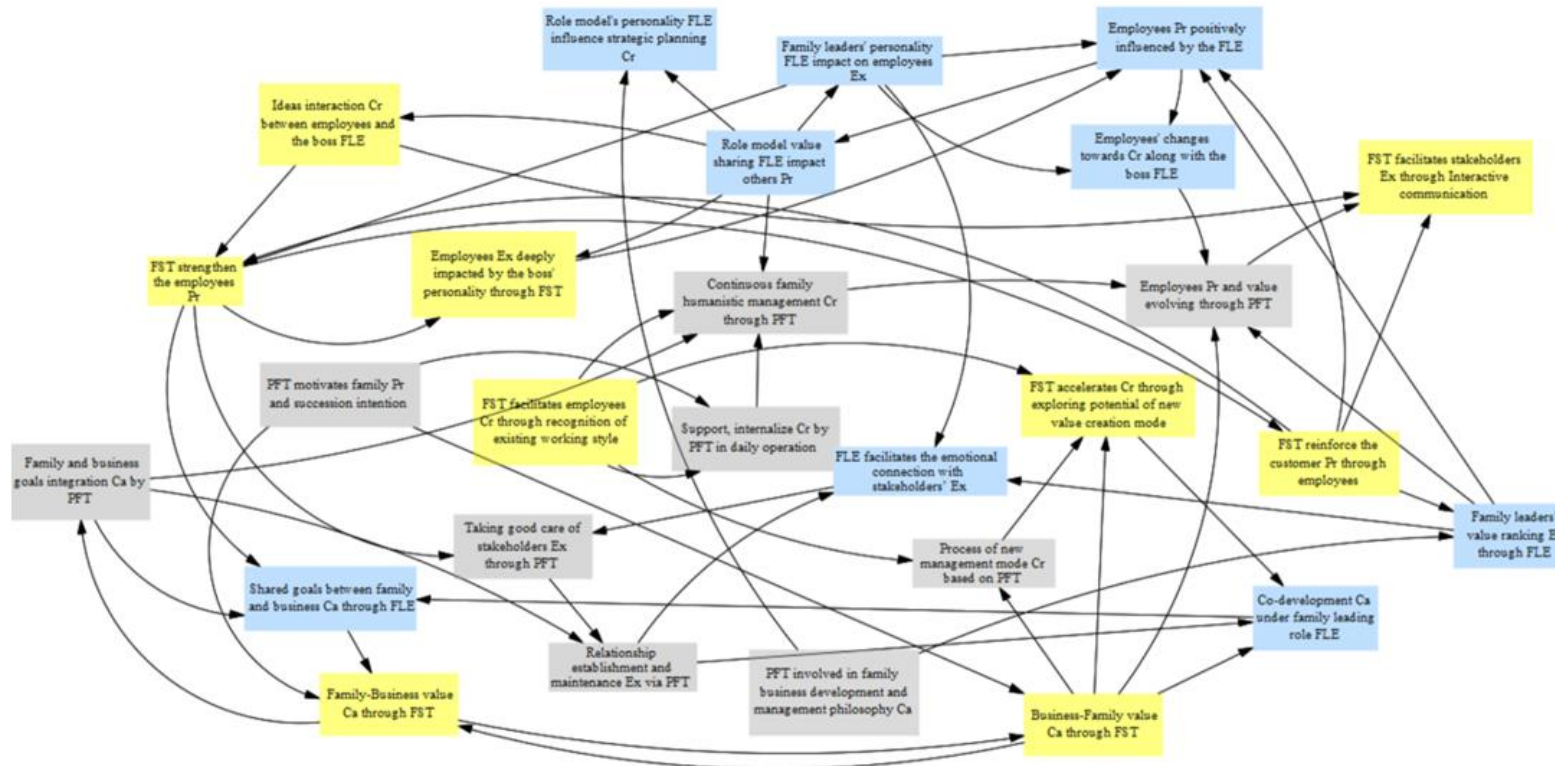 Role model's personality FLE
influence strategic planning
Cr
Family leaders' personality
FLE impact on employees
Ex
Employees Pr positively
influenced by the FLE
Ideas interaction Cr
between employees and
the boss FLE
Role model value
sharing FLE impact
others Pr
Employees' changes
towards Cr along with the
boss FLE
FST facilitates stakeholders
Ex through Interactive
communication
FST strengthen
the employees
Pr
Employees Ex deeply
impacted by the boss'
personality through FST
Continuous family
humanistic management Cr
through PFT
Employees Pr and value
evolving through PFT
PFT motivates family Pr
and succession intention
FST facilitates employees
Cr through recognition of
existing working style
Support, internalize Cr by
PFT in daily operation
FST accelerates Cr through
exploring potential of new
value creation mode
FST reinforce the
customer Pr through
employees
Family and business
goals integration Ca by
PFT
FLE facilitates the emotional
connection with
stakeholders' Ex
Family leaders'
value ranking E
through FLE
Taking good care of
stakeholders Ex
through PFT
Process of new
management mode Cr
based on PFT
Shared goals between family
and business Ca through FLE
Co-development Ca
under family leading
role FLE
Relationship
establishment and
maintenance Ex via PFT
PFT involved in family
business development and
management philosophy Ca
Family-Business value
Ca through FST
Business-Family value
Ca through FST